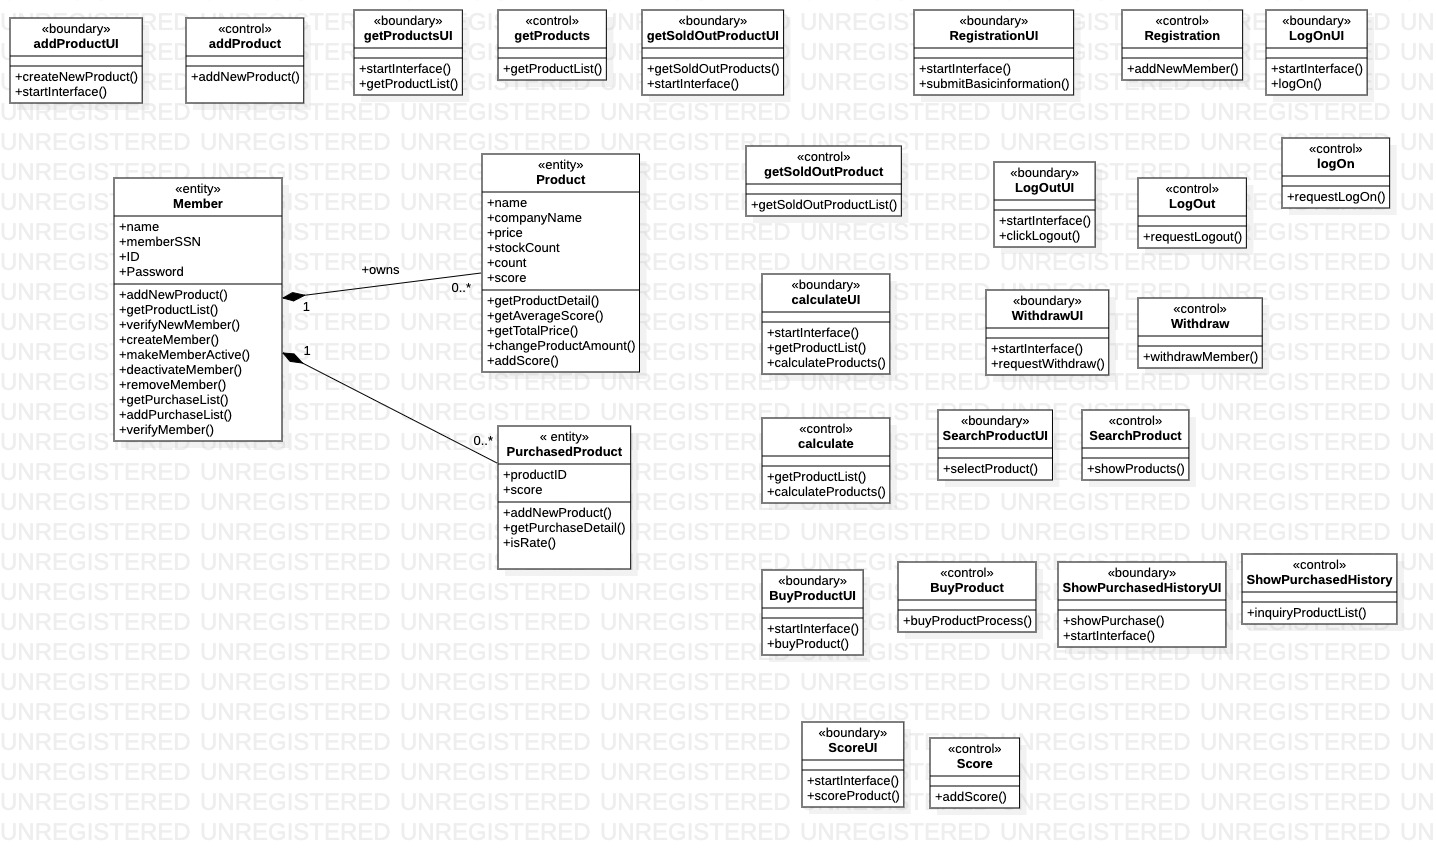 «boundary»
addProductUI
+createNewProduct()
+startInterface()
«control»
addProduct
+addNewProduct()
«boundary»
getProductsUI
+startInterface()
+getProductList()
«control»
getProducts
+getProductList()
«boundary»
getSoldOutProductUI
+getSoldOutProducts()
+startInterface()
«boundary»
RegistrationUI
+startInterface()
+submitBasicinformation()
«control»
Registration
+addNewMember()
«boundary»
LogOnUI
+startInterface()
+logOn()
«entity»
Member
+name
+memberSSN
+ID
+Password
+addNewProduct()
+getProductList()
+verifyNewMember()
+createMember()
+makeMemberActive()
+deactivateMember()
+removeMember()
+getPurchaseList()
+addPurchaseList()
+verifyMember()
+owns
1
0..*
1
0..*
«entity»
Product
+name
+companyName
+price
+stockCount
+count
+score
+getProductDetail()
+getAverageScore()
+getTotalPrice()
+changeProductAmount()
+addScore()
« entity»
PurchasedProduct
+productID
+score
+addNewProduct()
+getPurchaseDetail()
+isRate()
«control»
getSoldOutProduct
+getSoldOutProductList()
«boundary»
LogOutUI
+startInterface()
+clickLogout()
«control»
LogOut
+requestLogout()
«control»
logOn
+requestLogOn()
«boundary»
calculateUI
+startInterface()
+getProductList()
+calculateProducts()
«boundary»
WithdrawUI
+startInterface()
+requestWithdraw()
«control»
Withdraw
+withdrawMember()
«control»
calculate
+getProductList()
+calculateProducts()
«boundary»
SearchProductUI
+selectProduct()
«control»
SearchProduct
+showProducts()
«boundary»
BuyProductUI
+startInterface()
+buyProduct()
«control»
BuyProduct
+buyProductProcess()
«boundary»
ShowPurchasedHistoryUI
+showPurchase()
+startInterface()
«control»
ShowPurchasedHistory
+inquiryProductList()
«boundary»
ScoreUI
+startInterface()
+scoreProduct()
«control»
Score
+addScore()
UNREGISTERED